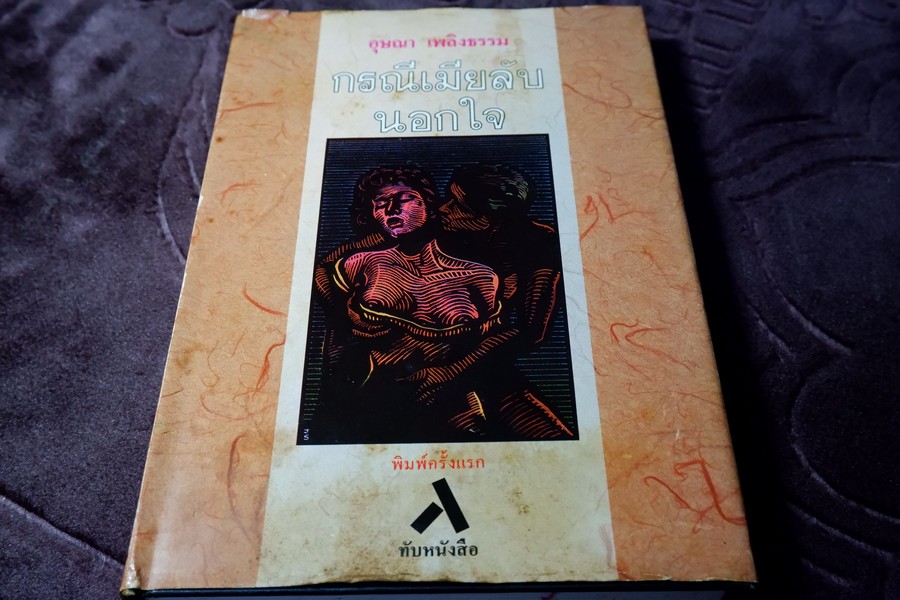 อุษณา เพลิงธรรม
กรณีเมียลับ
นอกใจ
พิมพ์ครั้งแรก
ทับหนังสือ